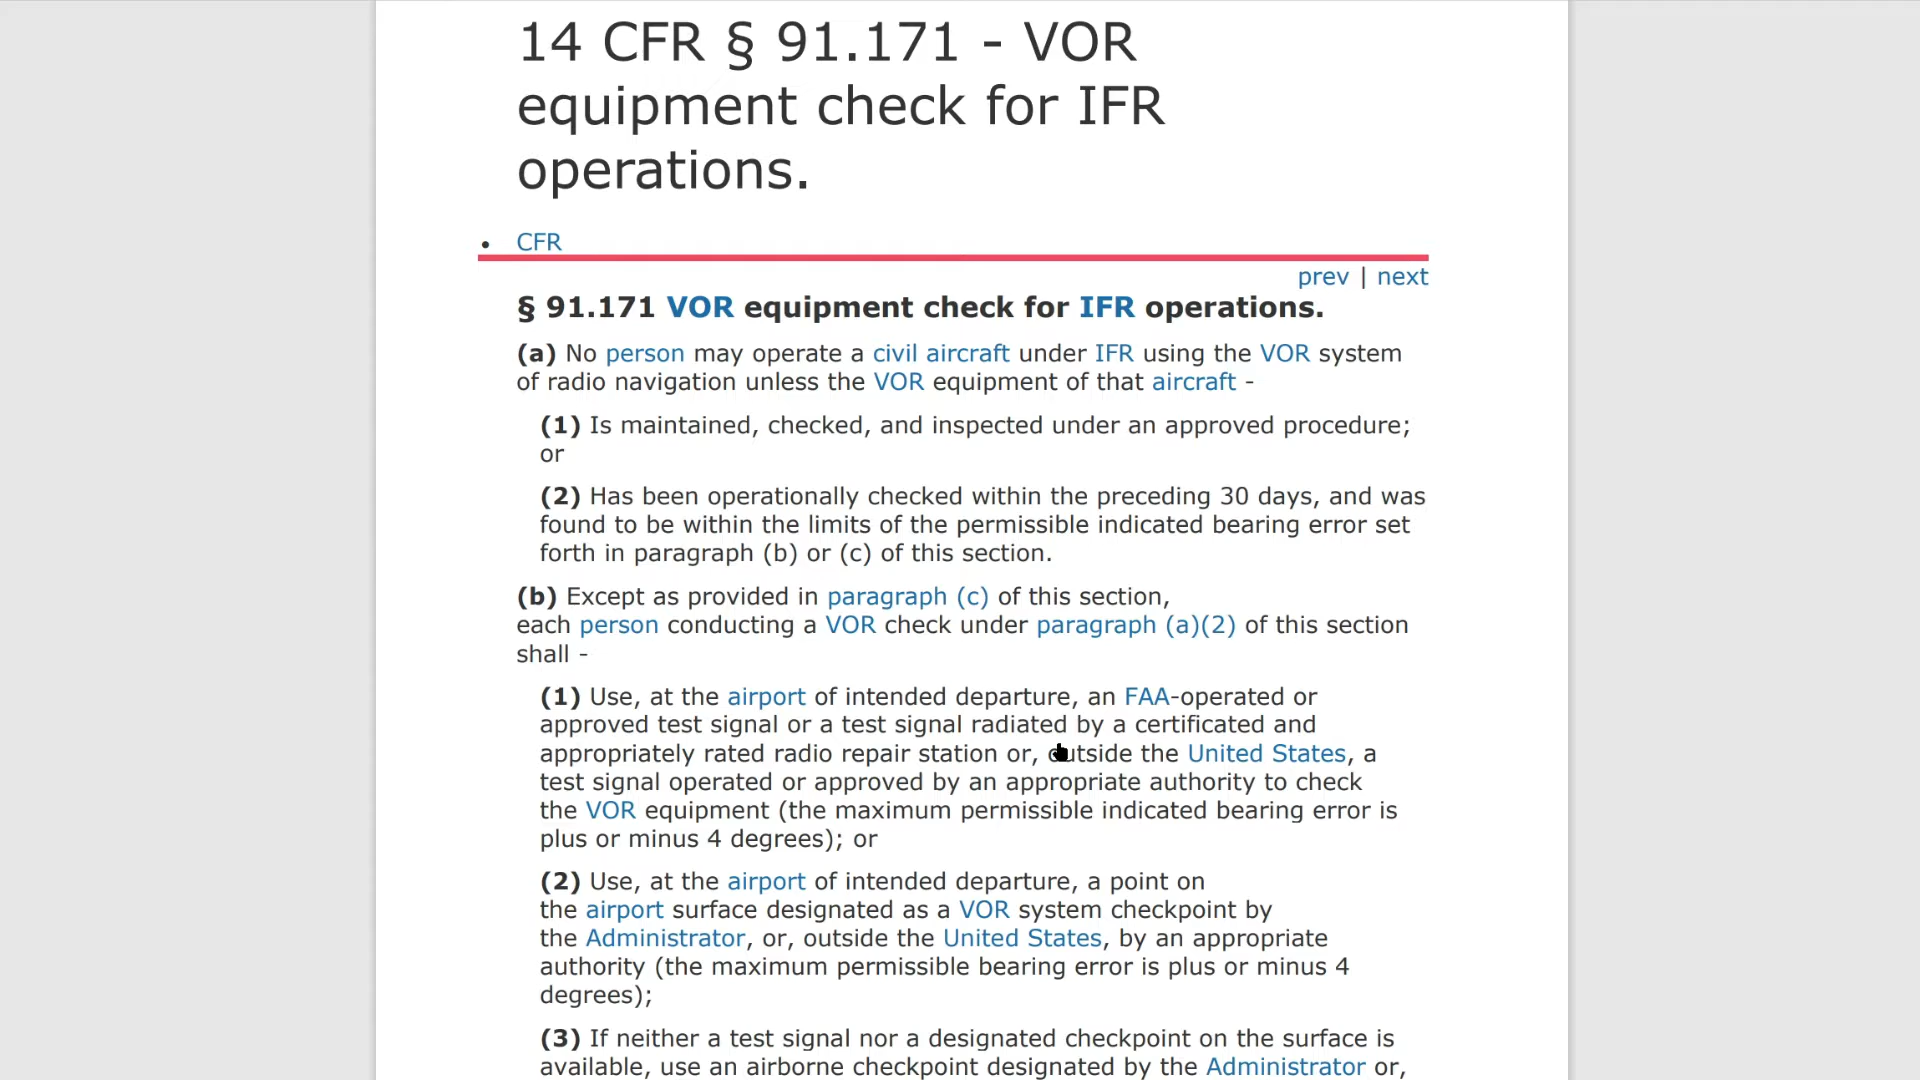 14 CFR § 91.171 - VOR
equipment check for IFR
operations.
• CFR
prev | next
§ 91.171 VOR equipment check for IFR operations.
(a) No person may operate a civil aircraft under IFR using the VOR system
of radio navigation unless the VOR equipment of that aircraft -
(1) Is maintained, checked, and inspected under an approved procedure;
or
(2) Has been operationally checked within the preceding 30 days, and was
found to be within the limits of the permissible indicated bearing error set
forth in paragraph (b) or (c) of this section.
(b) Except as provided in paragraph (c) of this section,
each person conducting a VOR check under paragraph (a)(2) of this section
shall -
(1) Use, at the airport of intended departure, an FAA-operated or
approved test signal or a test signal radiated by a certificated and
appropriately rated radio repair station or, outside the United States, a
test signal operated or approved by an appropriate authority to check
the VOR equipment (the maximum permissible indicated bearing error is
plus or minus 4 degrees); or
(2) Use, at the airport of intended departure, a point on
the airport surface designated as a VOR system checkpoint by
the Administrator, or, outside the United States, by an appropriate
authority (the maximum permissible bearing error is plus or minus 4
degrees);
(3) If neither a test signal nor a designated checkpoint on the surface is
available, use an airborne checkpoint designated by the Administrator or,